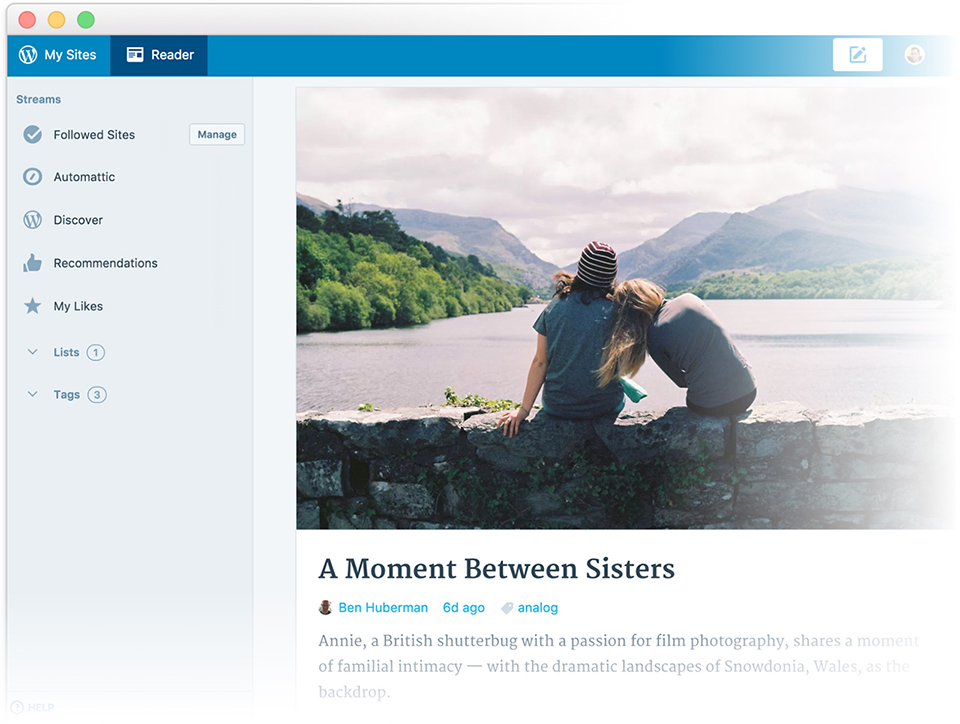 My Sites
Reader
Streams
Followed Sites
Manage
Automattic
Discover
Recommendations
My Likes
Lists 1
Tags 3
HELP
A Moment Between Sisters
Ben Huberman 6d ago analog
Annie, a British shutterbug with a passion for film photography, shares a moment
of familial intimacy — with the dramatic landscapes of Snowdonia, Wales, as the
backdrop.